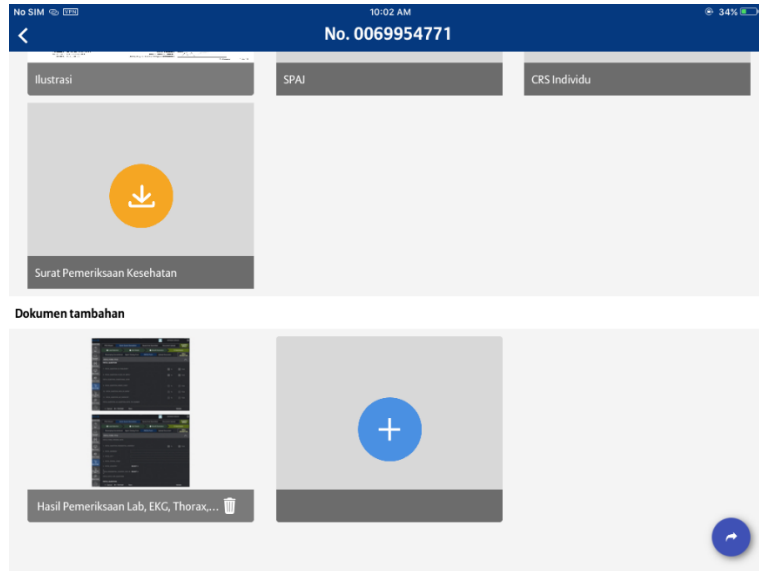 No SIM VPN 10:02 AM 34%
No. 0069954771
Ilustrasi
SPAJ
CRS Individu
Surat Pemeriksaan Kesehatan
Dokumen tambahan
Hasil Pemeriksaan Lab, EKG, Thorax,...